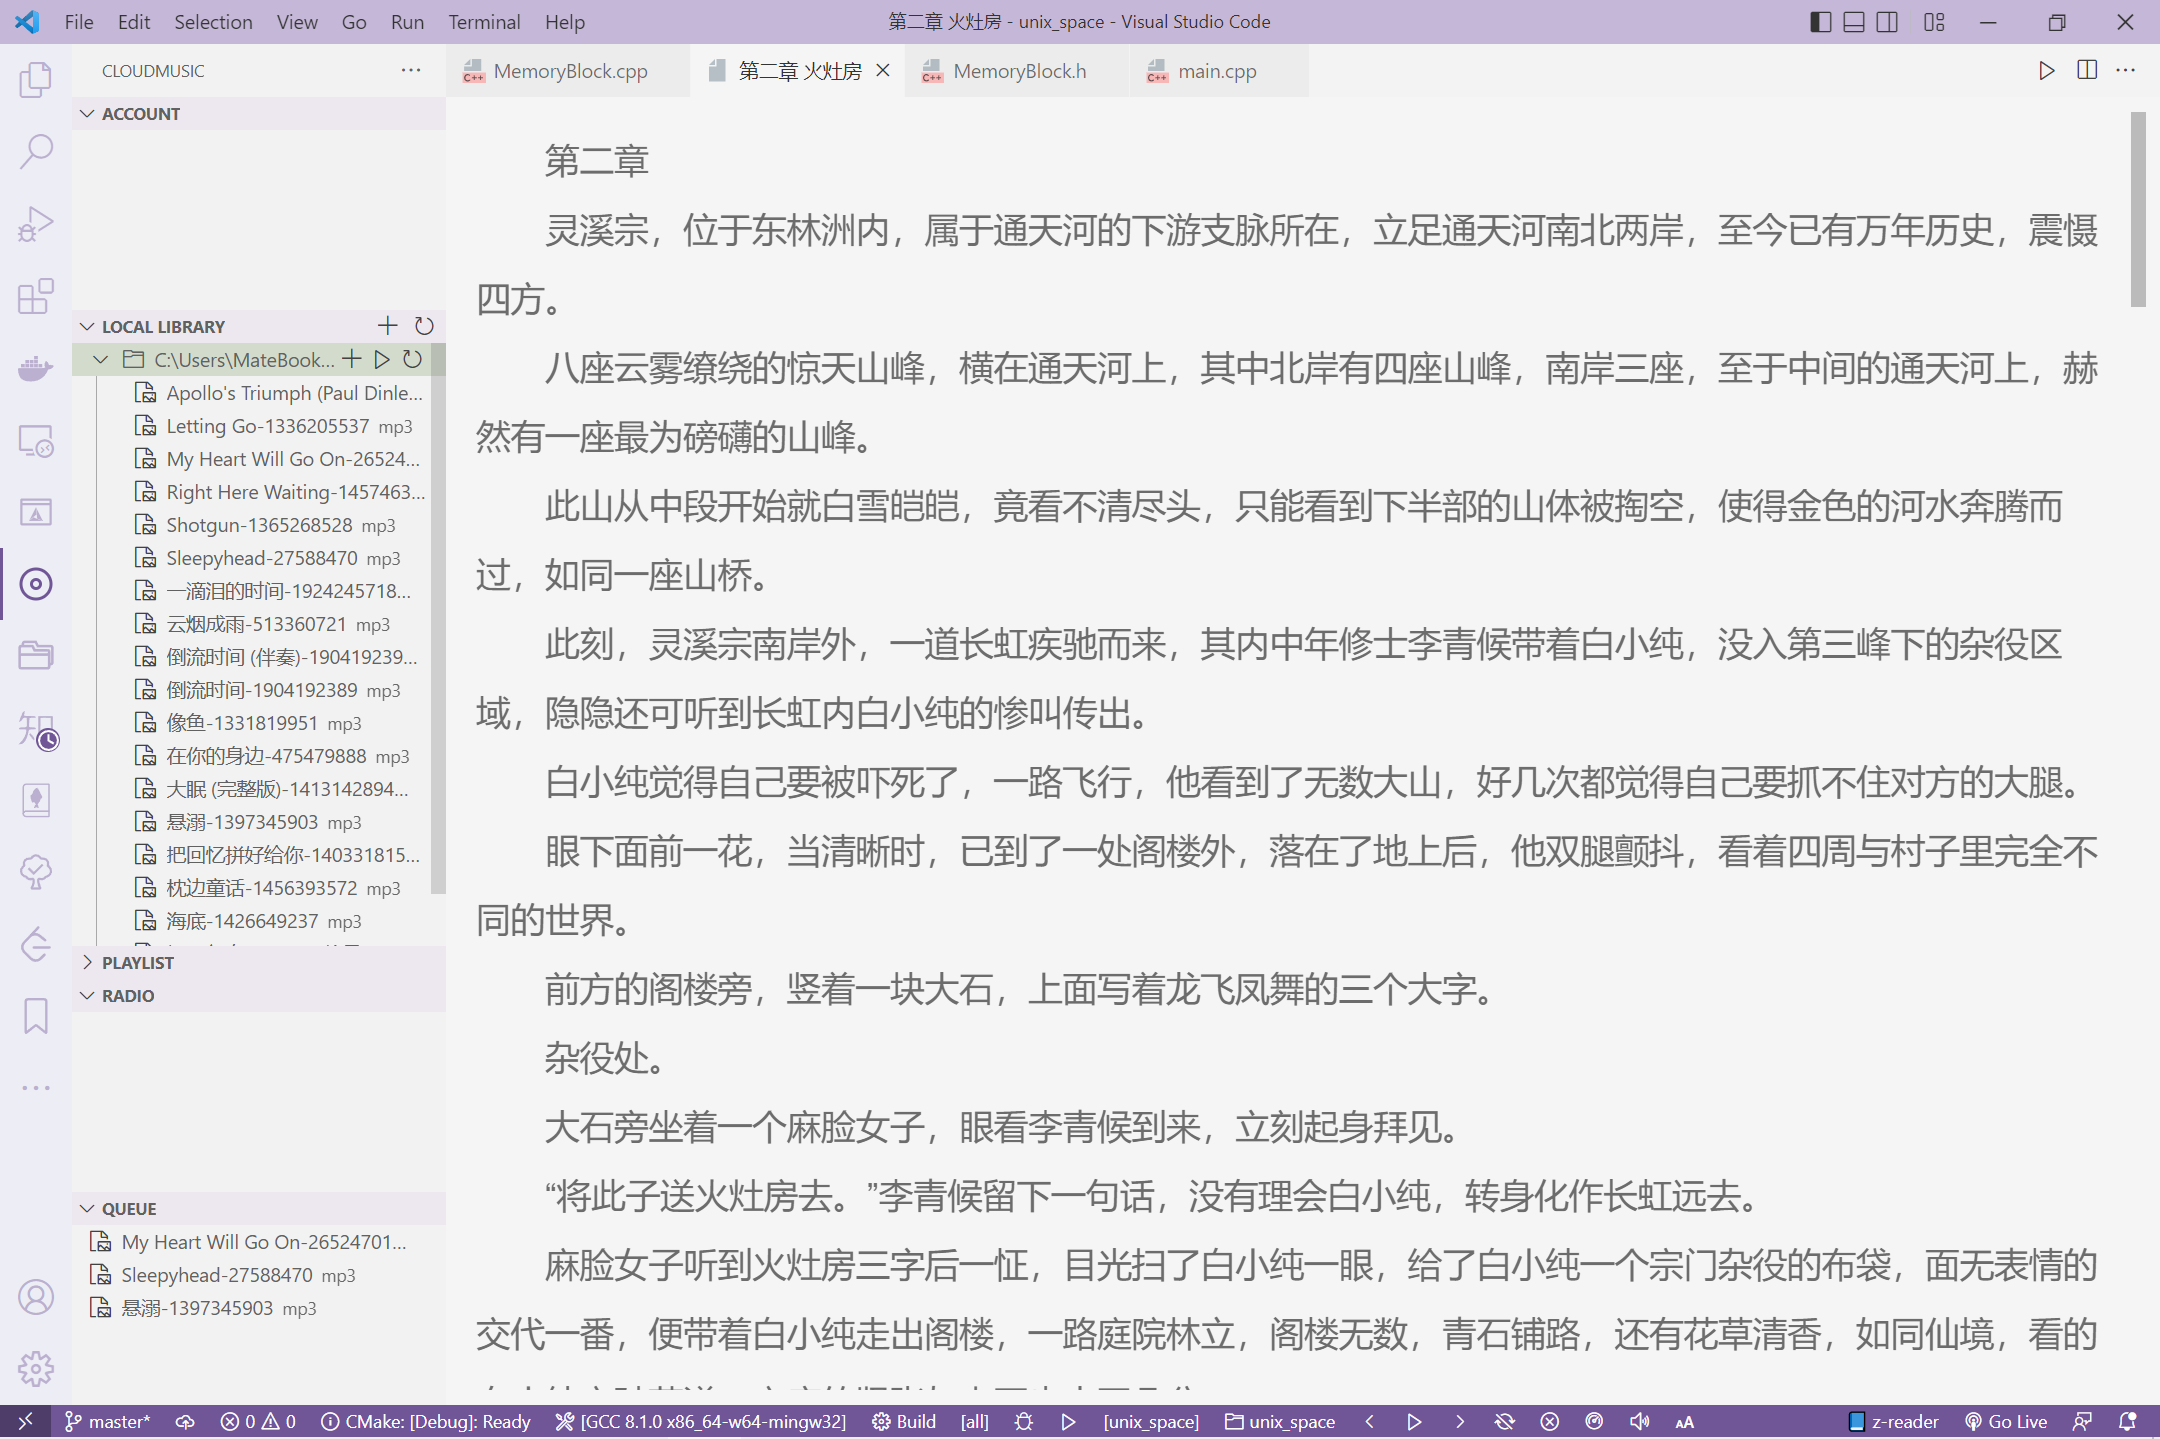 File Edit Selection View Go Run Terminal Help
第二章 火灶房 - unix_space - Visual Studio Code
CLOUDMUSIC
MemoryBlock.cpp
第二章 火灶房
MemoryBlock.h
main.cpp
ACCOUNT
LOCAL LIBRARY
C:\Users\MateBook...
Apollo's Triumph (Paul Dinle...
Letting Go-1336205537 mp3
My Heart Will Go On-26524...
Right Here Waiting-1457463...
Shotgun-1365268528 mp3
Sleepyhead-27588470 mp3
一滴泪的时间-1924245718...
云烟成雨-513360721 mp3
倒流时间 (伴奏)-190419239...
倒流时间-1904192389 mp3
像鱼-1331819951 mp3
在你的身边-475479888 mp3
大眠 (完整版)-1413142894...
悬溺-1397345903 mp3
把回忆拼好给你-140331815...
枕边童话-1456393572 mp3
海底-1426649237 mp3
PLAYLIST
RADIO
QUEUE
My Heart Will Go On-26524701...
Sleepyhead-27588470 mp3
悬溺-1397345903 mp3
知
第二章
灵溪宗，位于东林洲内，属于通天河的下游支脉所在，立足通天河南北两岸，至今已有万年历史，震慑
四方。
八座云雾缭绕的惊天山峰，横在通天河上，其中北岸有四座山峰，南岸三座，至于中间的通天河上，赫
然有一座最为磅礴的山峰。
此山从中段开始就白雪皑皑，竟看不清尽头，只能看到下半部的山体被掏空，使得金色的河水奔腾而
过，如同一座山桥。
此刻，灵溪宗南岸外，一道长虹疾驰而来，其内中年修士李青候带着白小纯，没入第三峰下的杂役区
域，隐隐还可听到长虹内白小纯的惨叫传出。
白小纯觉得自己要被吓死了，一路飞行，他看到了无数大山，好几次都觉得自己要抓不住对方的大腿。
眼下面前一花，当清晰时，已到了一处阁楼外，落在了地上后，他双腿颤抖，看着四周与村子里完全不
同的世界。
前方的阁楼旁，竖着一块大石，上面写着龙飞凤舞的三个大字。
杂役处。
大石旁坐着一个麻脸女子，眼看李青候到来，立刻起身拜见。
“将此子送火灶房去。”李青候留下一句话，没有理会白小纯，转身化作长虹远去。
麻脸女子听到火灶房三字后一怔，目光扫了白小纯一眼，给了白小纯一个宗门杂役的布袋，面无表情的
交代一番，便带着白小纯走出阁楼，一路庭院林立，阁楼无数，青石铺路，还有花草清香，如同仙境，看的
master* 0 0 CMake: [Debug]: Ready [GCC 8.1.0 x86_64-w64-mingw32] Build [all] [unix_space] unix_space AA z-reader Go Live